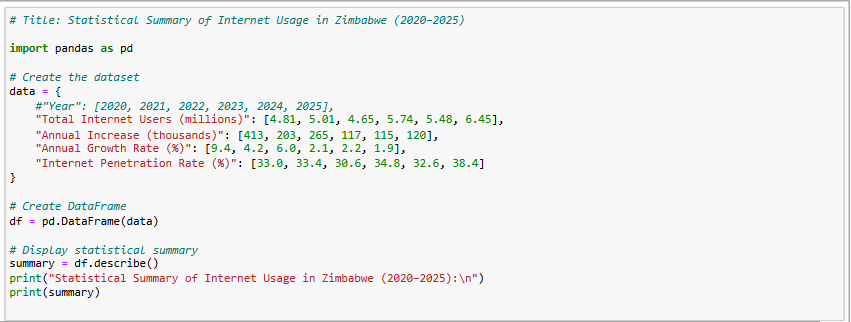 # Title: Statistical Summary of Internet Usage in Zimbabwe (2020–2025)
import pandas as pd
# Create the dataset
data = {
#"Year": [2020, 2021, 2022, 2023, 2024, 2025],
"Total Internet Users (millions)": [4.81, 5.01, 4.65, 5.74, 5.48, 6.45],
"Annual Increase (thousands)": [413, 203, 265, 117, 115, 120],
"Annual Growth Rate (%)": [9.4, 4.2, 6.0, 2.1, 2.2, 1.9],
"Internet Penetration Rate (%)": [33.0, 33.4, 30.6, 34.8, 32.6, 38.4]
}
# Create DataFrame
df = pd.DataFrame(data)
# Display statistical summary
summary = df.describe()
print("Statistical Summary of Internet Usage in Zimbabwe (2020–2025):\n")
print(summary)